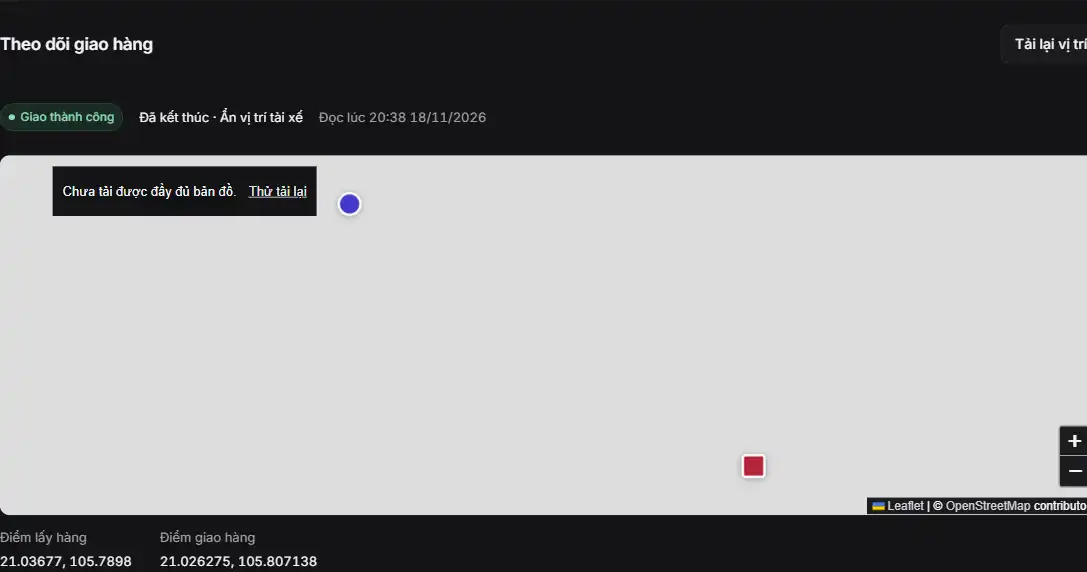 Theo dõi giao hàng
Tải lại vị trí
Giao thành công
Đã kết thúc · Ẩn vị trí tài xế
Đọc lúc 20:38 18/11/2026
Chưa tải được đầy đủ bản đồ. Thử tải lại
+
−
Leaflet | © OpenStreetMap contributo
Điểm lấy hàng
21.03677, 105.7898
Điểm giao hàng
21.026275, 105.807138